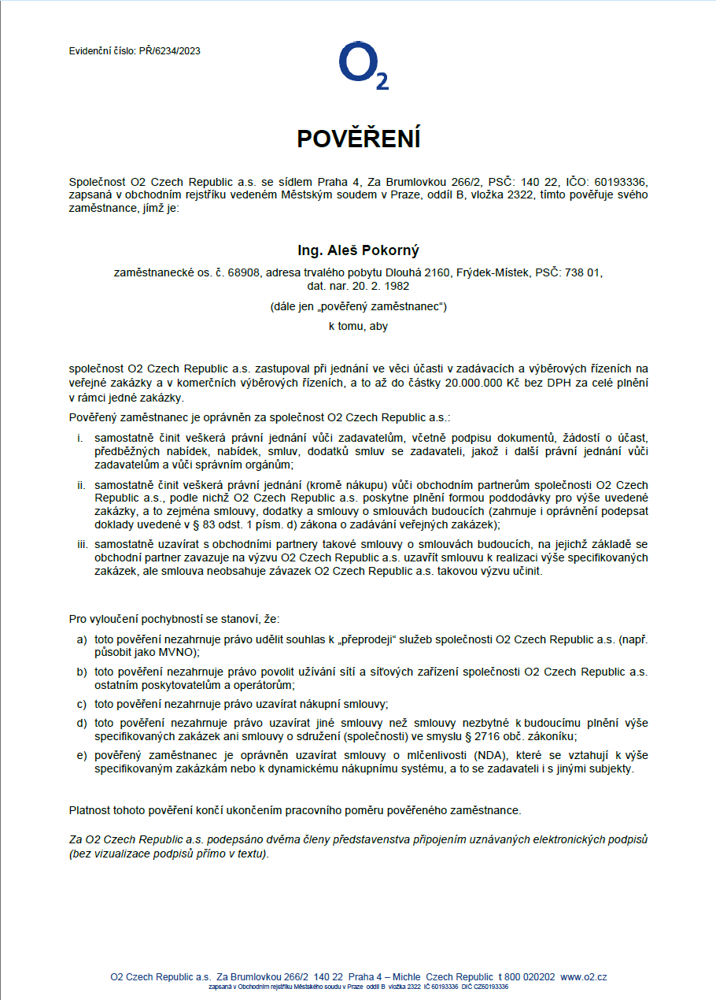 Evidenční číslo: PŘ/6234/2023
O2
POVĚŘENÍ
Společnost O2 Czech Republic a.s. se sídlem Praha 4, Za Brumlovkou 266/2, PSČ: 140 22, IČO: 60193336,
zapsaná v obchodním rejstříku vedeném Městským soudem v Praze, oddíl B, vložka 2322, tímto pověřuje svého
zaměstnance, jímž je:
Ing. Aleš Pokorný
zaměstnanecké os. č. 68908, adresa trvalého pobytu Dlouhá 2160, Frýdek-Místek, PSČ: 738 01,
dat. nar. 20. 2. 1982
(dále jen „pověřený zaměstnanec“)
k tomu, aby
společnost O2 Czech Republic a.s. zastupoval při jednání ve věci účasti v zadávacích a výběrových řízeních na
veřejné zakázky a v komerčních výběrových řízeních, a to až do částky 20.000.000 Kč bez DPH za celé plnění
v rámci jedné zakázky.
Pověřený zaměstnanec je oprávněn za společnost O2 Czech Republic a.s.:
i. samostatně činit veškerá právní jednání vůči zadavatelům, včetně podpisu dokumentů, žádostí o účast,
předběžných nabídek, nabídek, smluv, dodatků smluv se zadavateli, jakož i další právní jednání vůči
zadavatelům a vůči správním orgánům;
ii. samostatně činit veškerá právní jednání (kromě nákupu) vůči obchodním partnerům společnosti O2 Czech
Republic a.s., podle nichž O2 Czech Republic a.s. poskytne plnění formou poddodávky pro výše uvedené
zakázky, a to zejména smlouvy, dodatky a smlouvy o smlouvách budoucích (zahrnuje i oprávnění podepsat
doklady uvedené v § 83 odst. 1 písm. d) zákona o zadávání veřejných zakázek);
iii. samostatně uzavírat s obchodními partnery takové smlouvy o smlouvách budoucích, na jejichž základě se
obchodní partner zavazuje na výzvu O2 Czech Republic a.s. uzavřít smlouvu k realizaci výše specifikovaných
zakázek, ale smlouva neobsahuje závazek O2 Czech Republic a.s. takovou výzvu učinit.
Pro vyloučení pochybností se stanoví, že:
a) toto pověření nezahrnuje právo udělit souhlas k „přeprodeji“ služeb společnosti O2 Czech Republic a.s. (např.
působit jako MVNO);
b) toto pověření nezahrnuje právo povolit užívání sítí a síťových zařízení společnosti O2 Czech Republic a.s.
ostatním poskytovatelům a operátorům;
c) toto pověření nezahrnuje právo uzavírat nákupní smlouvy;
d) toto pověření nezahrnuje právo uzavírat jiné smlouvy než smlouvy nezbytné k budoucímu plnění výše
specifikovaných zakázek ani smlouvy o sdružení (společnosti) ve smyslu § 2716 obč. zákoníku;
e) pověřený zaměstnanec je oprávněn uzavírat smlouvy o mlčenlivosti (NDA), které se vztahují k výše
specifikovaným zakázkám nebo k dynamickému nákupnímu systému, a to se zadavateli i s jinými subjekty.
Platnost tohoto pověření končí ukončením pracovního poměru pověřeného zaměstnance.
Za O2 Czech Republic a.s. podepsáno dvěma členy představenstva připojením uznávaných elektronických podpisů
(bez vizualizace podpisů přímo v textu).
O2 Czech Republic a.s. Za Brumlovkou 266/2 140 22 Praha 4 – Michle Czech Republic t 800 020202 www.o2.cz
zapsaná v Obchodním rejstříku Městského soudu v Praze oddíl B vložka 2322 IČ 60193336 DIČ CZ60193336